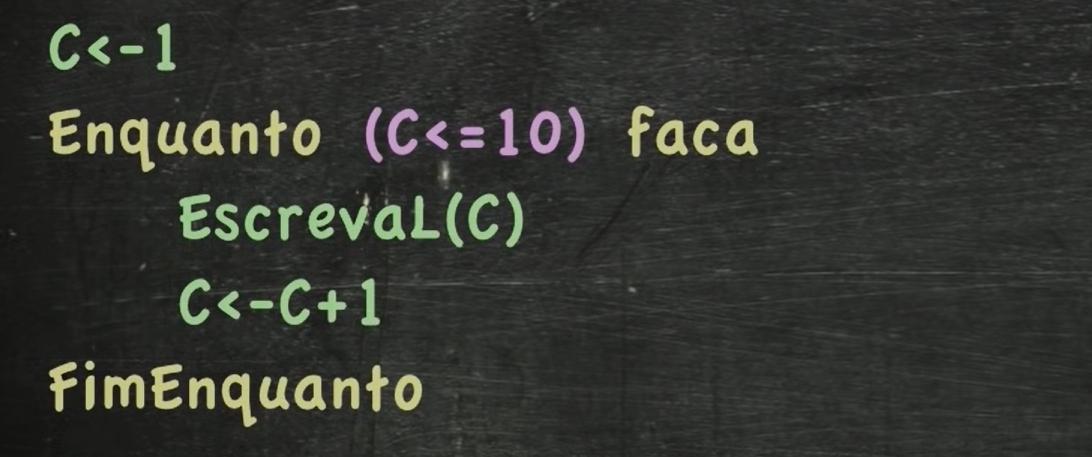 C<-1
Enquanto (C<=10) faca
EscrevaL(C)
C<-C+1
FimEnquanto